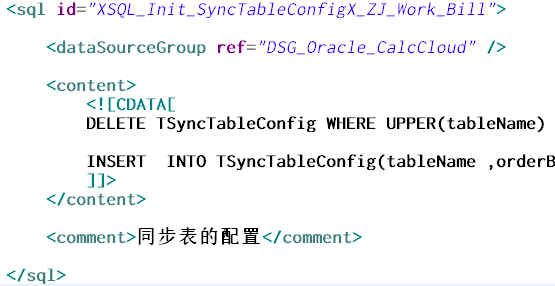 <sql id="XSQL_Init_SyncTableConfigX_ZJ_Work_Bill">
<dataSourceGroup ref="DSG_Oracle_CalcCloud" />
<content>
<![CDATA[
DELETE TSyncTableConfig WHERE UPPER(tableName)
INSERT  INTO TSyncTableConfig(tableName ,orderB
]]>
</content>
<comment>同步表的配置</comment>
</sql>